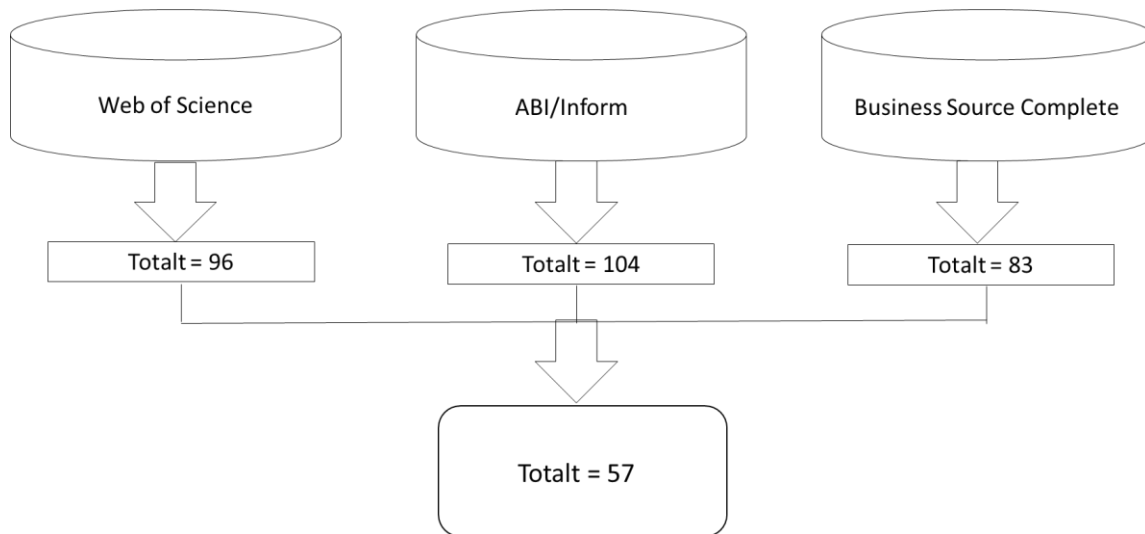 Web of Science
ABI/Inform
Business Source Complete
Totalt = 96
Totalt = 104
Totalt = 83
Totalt = 57